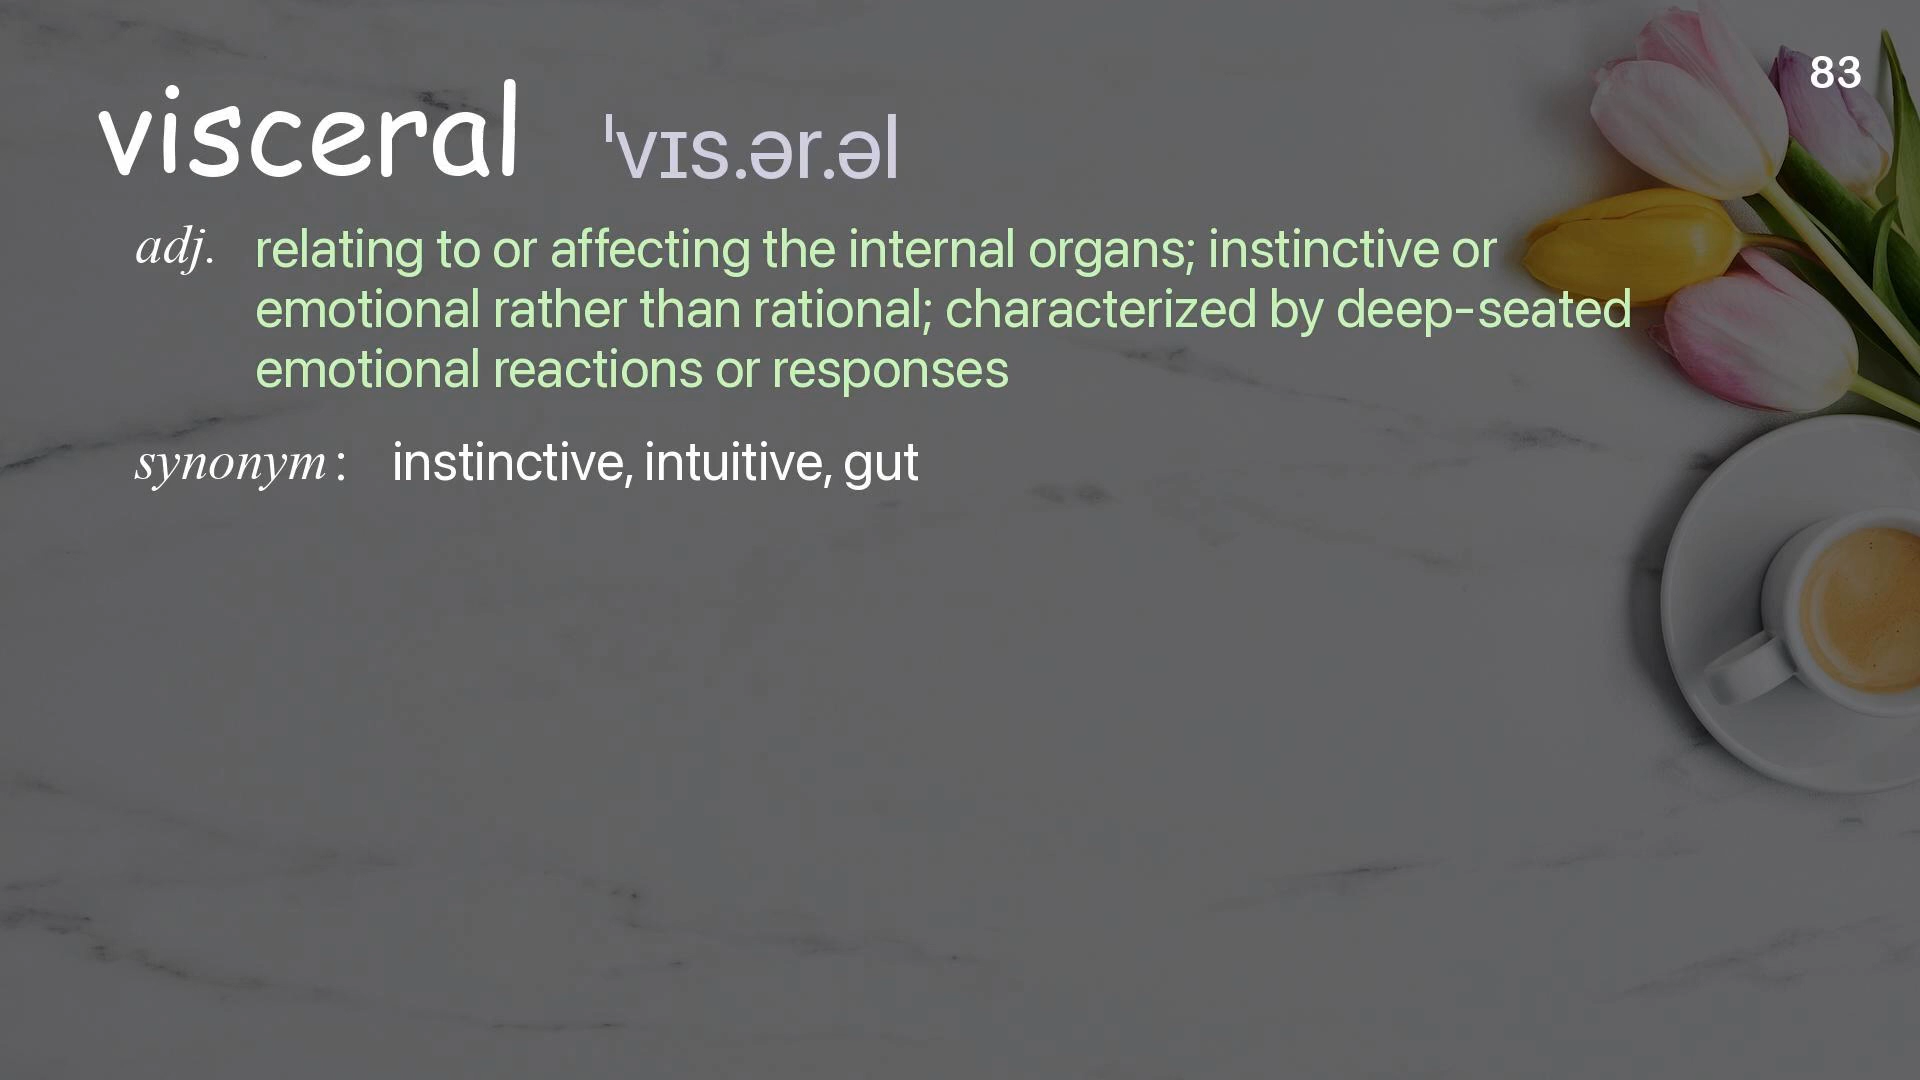 83
visceral ˈvɪs.ər.əl
adj. relating to or affecting the internal organs; instinctive or
emotional rather than rational; characterized by deep-seated
emotional reactions or responses
synonym: instinctive, intuitive, gut